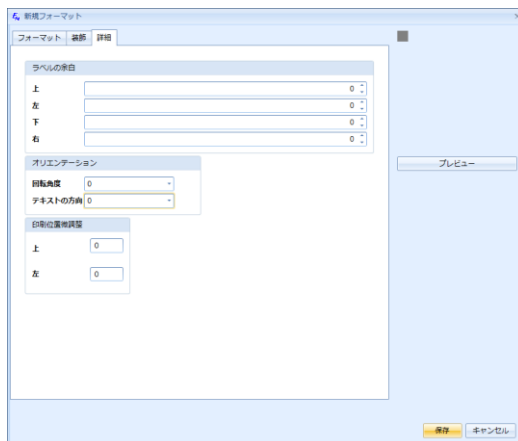 新規フォーマット
フォーマット 装飾 詳細
ラベルの余白
上 0
左 0
下 0
右 0
オリエンテーション
回転角度 0
テキストの方向 0
印刷位置微調整
上 0
左 0
プレビュー
保存 キャンセル